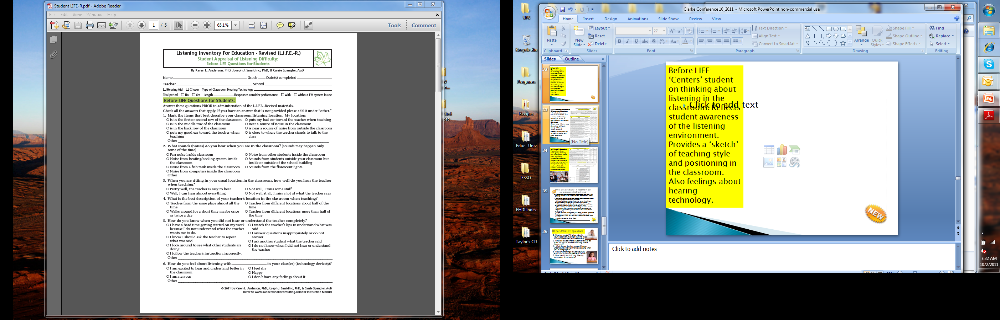 Student LIFE-R.pdf - Adobe Reader
File Edit View Window Help
1 / 5
65.1%
Tools Comment
Listening Inventory For Education - Revised (L.I.F.E.-R.)
Student Appraisal of Listening Difficulty:
Before-LIFE Questions for Students
By Karen L. Anderson, PhD, Joseph J. Smaldino, PhD, & Carrie Spangler, AuD
Name Grade Date(s) completed
Teacher School
Hearing Aid CI user Type of Classroom Hearing Technology
Trial period No Yes Length Responses consider performance with without FM system in use
Before-LIFE Questions for Students:
Answer these questions PRIOR to administration of the L.I.F.E.-Revised materials.
Check all the answers that apply. If you have an answer that is not provided please add it under “other.”
1. Mark the items that best describe your classroom listening location. My location:
is in the first or second row of the classroom
is in the middle row of the classroom
is in the back row of the classroom
puts my good ear toward the teacher when
teaching
puts my bad ear toward the teacher when teaching
near a source of noise in the classroom
is near a source of noise from outside the classroom
is close to where the teacher stands to talk to the
class
Other
2. What sounds (noises) do you hear when you are in the classroom? (sounds may happen only
some of the time)
Fan noise inside classroom
Noise from heating/cooling system inside
the classroom
Noise from a fish tank inside the classroom
Noise from computers inside the classroom
Noise from other students inside the classroom
Sounds from students outside your classroom but
inside or outside of the school building
Sounds from the florescent lights
Other
3. When you are sitting in your usual location in the classroom, how well do you hear the teacher
when teaching?
Pretty well, the teacher is easy to hear
Well, I can hear almost everything
Not well, I miss some stuff
Not well at all, I miss a lot of what the teacher says
4. What is the best description of your teacher’s location in the classroom when teaching?
Teaches from the same place almost all the
time
Walks around for a short time maybe once
or twice a day
Teaches from different locations about half of the
time
Teaches from different locations more than half of
the time
5. How do you know when you did not hear or understand the teacher completely?
I have a hard time getting started on my work
because I do not understand what the teacher
wants me to do.
I know I should ask the teacher to repeat
what was said.
I look around to see what other students are
doing.
I follow the teacher’s instruction incorrectly.
I watch the teacher’s lips to understand what was
said
I answer questions inappropriately or do not
answer
I ask another student what the teacher said
I do not know when I did not hear or understand
the teacher
Other
6. How do you feel about listening with in your class(es) (technology device(s)?
I am excited to hear and understand better in
the classroom
I am nervous
I feel shy
Happy
I don’t have any feelings about it
Other
© 2011 by Karen L. Anderson, PhD, Joseph J. Smaldino, PhD, & Carrie Spangler, AuD
Refer to www.kandersonaudconsulting.com for Instruction Manual
VPS
Recycle Bin
Programs
Recipes
Educ- Univ
ESSO
EHDI Index
Taylor's CD
Clarke Conference 10_2011 - Microsoft PowerPoint non-commercial use
Home Insert Design Animations Slide Show Review View
Paste
Clipboard
New
Slide
Layout
Reset
Delete
Slides
27
Font
Text Direction
Align Text
Convert to SmartArt
Paragraph
Arrange
Quick
Styles
Shape Fill
Shape Outline
Shape Effects
Drawing
Find
Replace
Select
Editing
Slides Outline
32
33
[No Title]
34
35
36
Other After LIFE Questions
Before LIFE:
‘Centers’ student
on thinking about
listening in the
classroom. Reflects
student awareness
of the listening
environment.
Provides a ‘sketch’
of teaching style
and positioning in
the classroom.
Also feelings about
hearing
technology.
Click to add text
NEW
Click to add notes
7:32 AM
10/2/2011